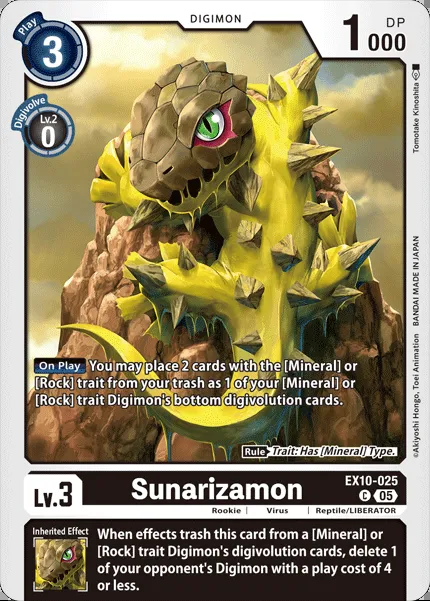 DIGIMON
Play
3
DP
1000
Digivolve
Lv.2
0
Tomotake Kinoshita
©Akiyoshi Hongo, Toei Animation BANDAI MADE IN JAPAN
On Play You may place 2 cards with the [Mineral] or
[Rock] trait from your trash as 1 of your [Mineral] or
[Rock] trait Digimon's bottom digivolution cards.
Rule Trait: Has [Mineral] Type.
Lv.3
Sunarizamon
EX10-025
C 05
Rookie | Virus | Reptile/LIBERATOR
Inherited Effect
When effects trash this card from a [Mineral] or
[Rock] trait Digimon's digivolution cards, delete 1
of your opponent's Digimon with a play cost of 4
or less.